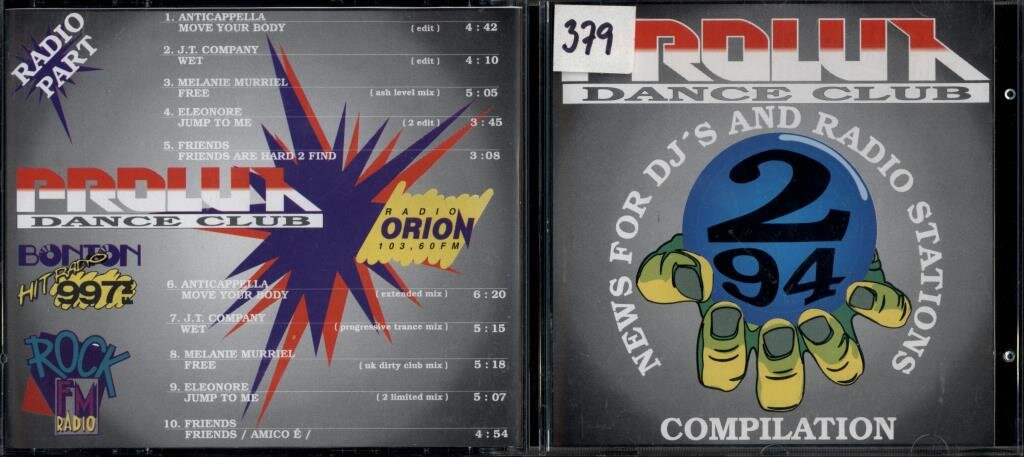 RADIO
PART
1. ANTICAPPELLA
MOVE YOUR BODY ( edit ) 4 : 42
2. J.T. COMPANY
WET ( edit ) 4 : 10
3. MELANIE MURRIEL
FREE ( ash level mix ) 5 : 05
4. ELEONORE
JUMP TO ME ( 2 edit ) 3 : 45
5. FRIENDS
FRIENDS ARE HARD 2 FIND 3 : 08
PROLUX
DANCE CLUB
RADIO
ORION
103,60FM
BONTON
HIT RADIO
997
6. ANTICAPPELLA
MOVE YOUR BODY ( extended mix ) 6 : 20
7. J.T. COMPANY
WET ( progressive trance mix ) 5 : 15
8. MELANIE MURRIEL
FREE ( uk dirty club mix ) 5 : 18
9. ELEONORE
JUMP TO ME ( 2 limited mix ) 5 : 07
10. FRIENDS
FRIENDS / AMICO É / 4 : 54
ROCK
FM
RADIO
379
PROLUX
DANCE CLUB
NEWS FOR DJ´S AND RADIO STATIONS
2
94
COMPILATION